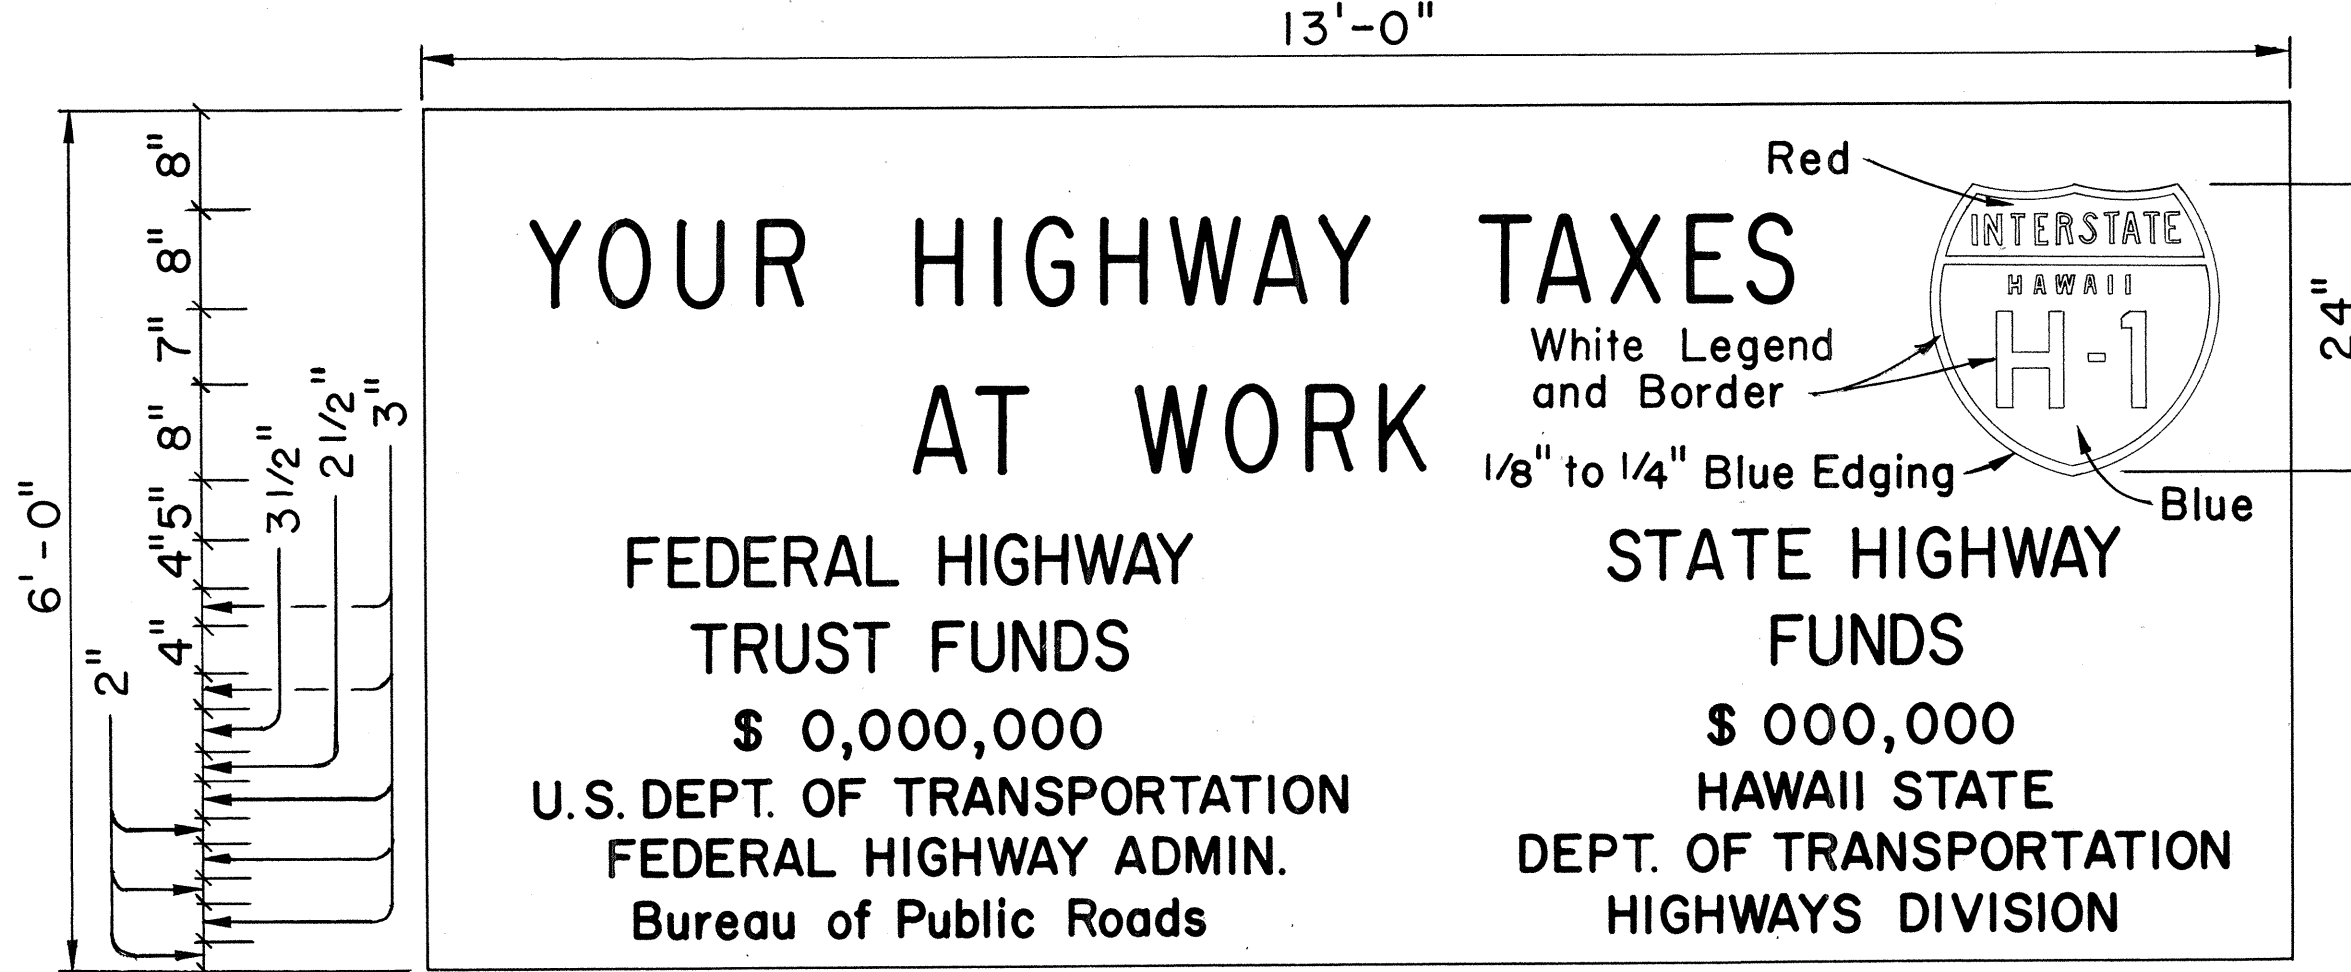 13'-0"
6'-0"
8"
8"
7"
8"
5"
4"
4"
2"
3 1/2"
2 1/2"
3"
YOUR HIGHWAY TAXES
AT WORK
Red
INTERSTATE
HAWAII
H-1
White Legend
and Border
1/8" to 1/4" Blue Edging
Blue
24"
FEDERAL HIGHWAY
TRUST FUNDS
$ 0,000,000
U.S. DEPT. OF TRANSPORTATION
FEDERAL HIGHWAY ADMIN.
Bureau of Public Roads
STATE HIGHWAY
FUNDS
$ 000,000
HAWAII STATE
DEPT. OF TRANSPORTATION
HIGHWAYS DIVISION